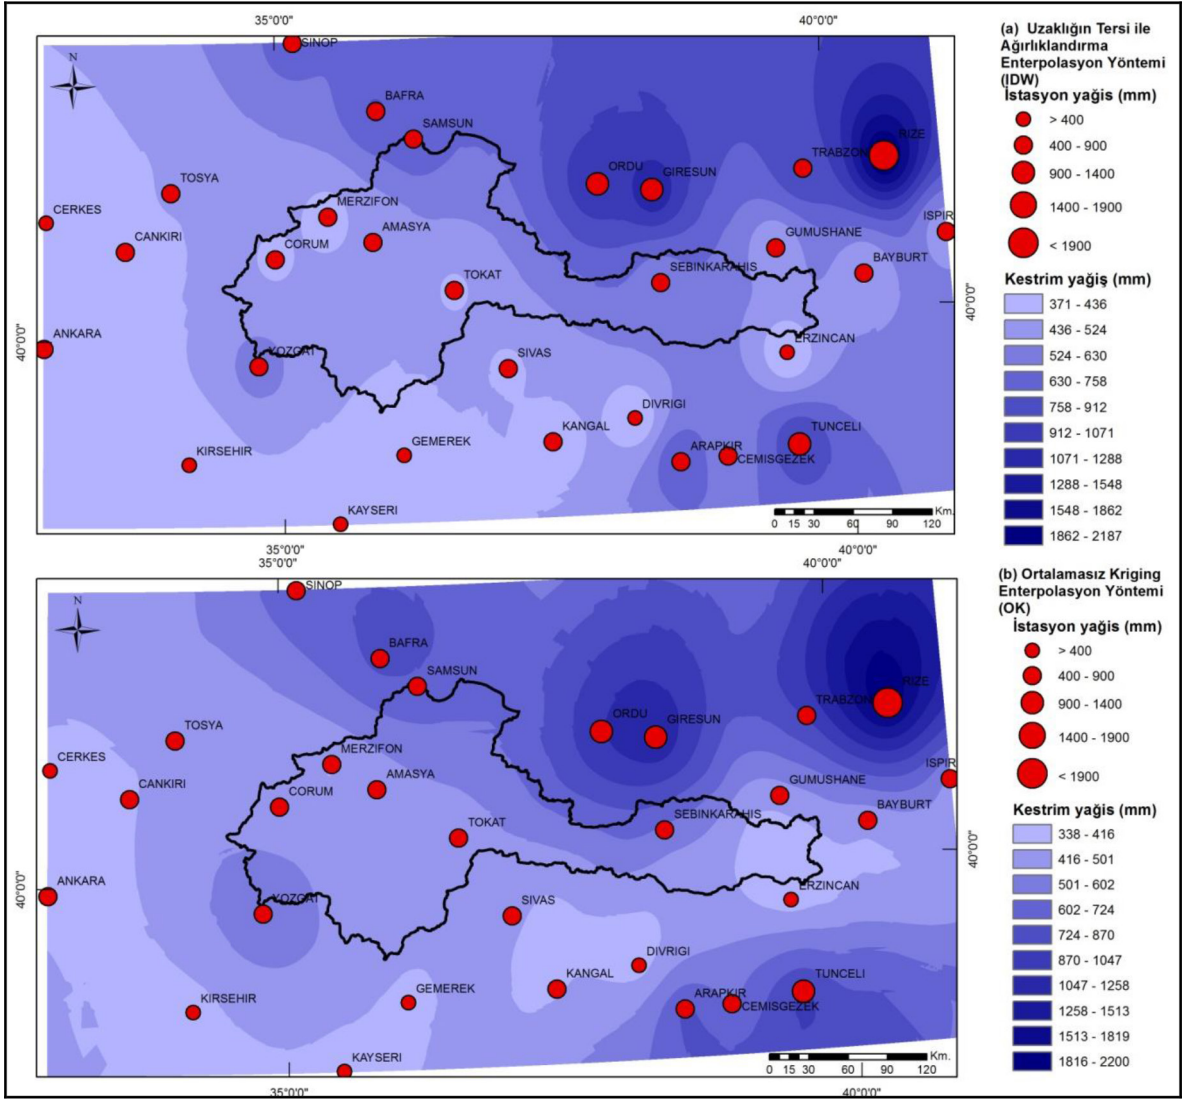 35°0'0"
40°0'0"
N
SINOP
BAFRA
SAMSUN
RIZE
TRABZON
ORDU
GIRESUN
TOSYA
MERZIFON
CERKES
ISPIR
AMASYA
GUMUSHANE
CANKIRI
CORUM
BAYBURT
SEBINKARAHIS
TOKAT
40°0'0"
40°0'0"
ANKARA
ERZINCAN
YOZGAT
SIVAS
DIVRIGI
KANGAL
TUNCELI
GEMEREK
ARAPKIR
KIRSEHIR
CEMISGEZEK
KAYSERI
Km.
0 15 30 60 90 120
35°0'0"
40°0'0"
(a) Uzaklığın Tersi ile
Ağırlıklandırma
Enterpolasyon Yöntemi
(IDW)
İstasyon yağis (mm)
> 400
400 - 900
900 - 1400
1400 - 1900
< 1900
Kestrim yağiş (mm)
371 - 436
436 - 524
524 - 630
630 - 758
758 - 912
912 - 1071
1071 - 1288
1288 - 1548
1548 - 1862
1862 - 2187
35°0'0"
40°0'0"
N
SINOP
BAFRA
SAMSUN
RIZE
TRABZON
ORDU
GIRESUN
TOSYA
MERZIFON
CERKES
ISPIR
AMASYA
GUMUSHANE
CANKIRI
CORUM
BAYBURT
SEBINKARAHIS
TOKAT
40°0'0"
40°0'0"
ANKARA
ERZINCAN
YOZGAT
SIVAS
DIVRIGI
KANGAL
TUNCELI
GEMEREK
ARAPKIR
KIRSEHIR
CEMISGEZEK
KAYSERI
Km.
0 15 30 60 90 120
35°0'0"
40°0'0"
(b) Ortalamasız Kriging
Enterpolasyon Yöntemi
(OK)
İstasyon yağis (mm)
> 400
400 - 900
900 - 1400
1400 - 1900
< 1900
Kestrim yağis (mm)
338 - 416
416 - 501
501 - 602
602 - 724
724 - 870
870 - 1047
1047 - 1258
1258 - 1513
1513 - 1819
1816 - 2200